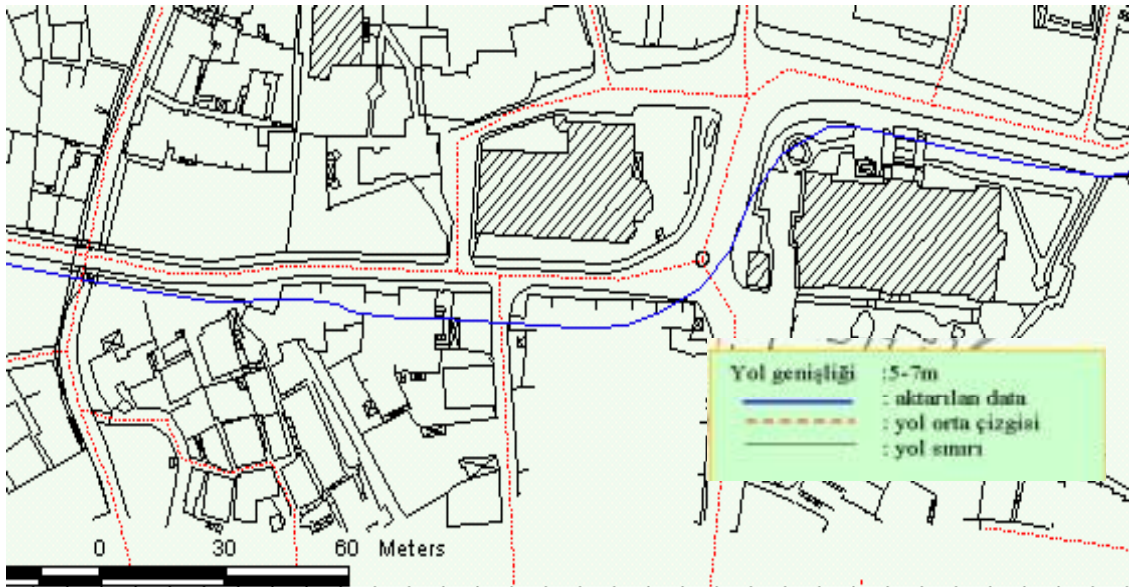 Yol genişliği :5-7m
: aktarılan data
: yol orta çizgisi
: yol sınırı
0 30 60 Meters